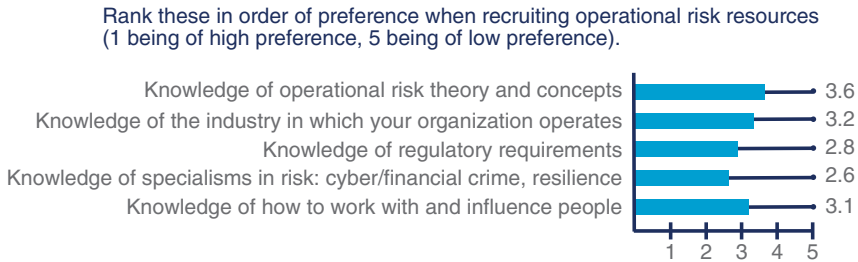 Rank these in order of preference when recruiting operational risk resources
(1 being of high preference, 5 being of low preference).
Knowledge of operational risk theory and concepts 3.6
Knowledge of the industry in which your organization operates 3.2
Knowledge of regulatory requirements 2.8
Knowledge of specialisms in risk: cyber/financial crime, resilience 2.6
Knowledge of how to work with and influence people 3.1
1 2 3 4 5